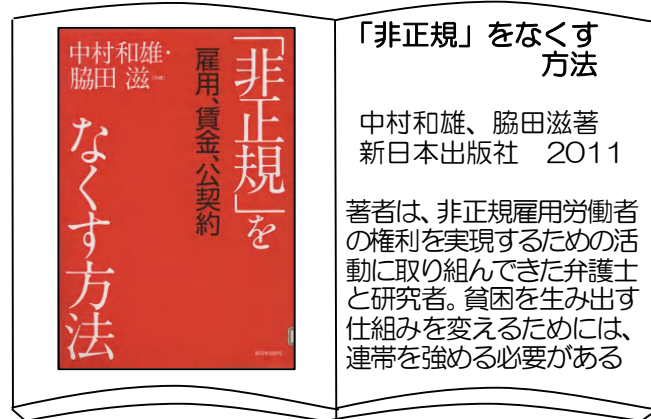 中村和雄・
脇田 滋
「非正規」を
なくす方法
雇用、賃金、公契約
新日本出版社
「非正規」をなくす
方法
中村和雄、脇田滋著
新日本出版社 2011
著者は、非正規雇用労働者
の権利を実現するための活
動に取り組んできた弁護士
と研究者。貧困を生み出す
仕組みを変えるためには、
連帯を強める必要がある